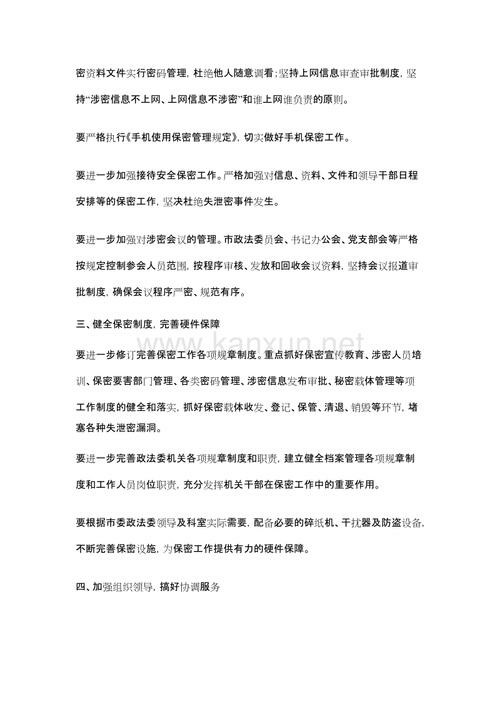 密资料文件实行密码管理，杜绝他人随意调看；坚持上网信息审查审批制度，坚
持“涉密信息不上网、上网信息不涉密”和谁上网谁负责的原则。
要严格执行《手机使用保密管理规定》，切实做好手机保密工作。
要进一步加强接待安全保密工作。严格加强对信息、资料、文件和领导干部日程
安排等的保密工作，坚决杜绝失泄密事件发生。
要进一步加强对涉密会议的管理。市政法委员会、书记办公会、党支部会等严格
按规定控制参会人员范围，按程序审核、发放和回收会议资料，坚持会议报道审
批制度，确保会议程序严密、规范有序。
三、健全保密制度，完善硬件保障
www.kanxun.net
要进一步修订完善保密工作各项规章制度。重点抓好保密宣传教育、涉密人员培
训、保密要害部门管理、各类密码管理、涉密信息发布审批、秘密载体管理等项
工作制度的健全和落实，抓好保密载体收发、登记、保管、清退、销毁等环节，堵
塞各种失泄密漏洞。
要进一步完善政法委机关各项规章制度和职责，建立健全档案管理各项规章制
度和工作人员岗位职责，充分发挥机关干部在保密工作中的重要作用。
要根据市委政法委领导及科室实际需要，配备必要的碎纸机、干扰器及防盗设备，
不断完善保密设施，为保密工作提供有力的硬件保障。
四、加强组织领导，搞好协调服务